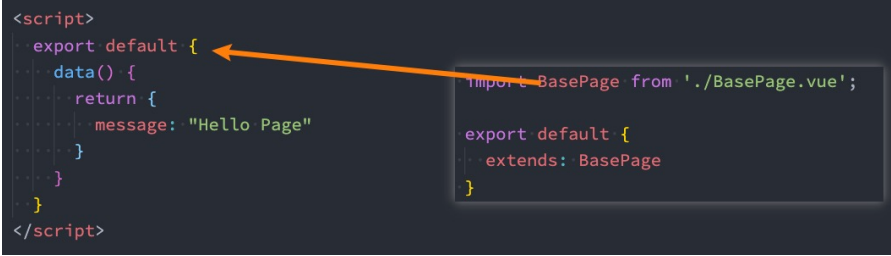 <script>
export default {
data() {
return {
message: "Hello Page"
}
}
}
</script>
import BasePage from './BasePage.vue';
export default {
extends: BasePage
}